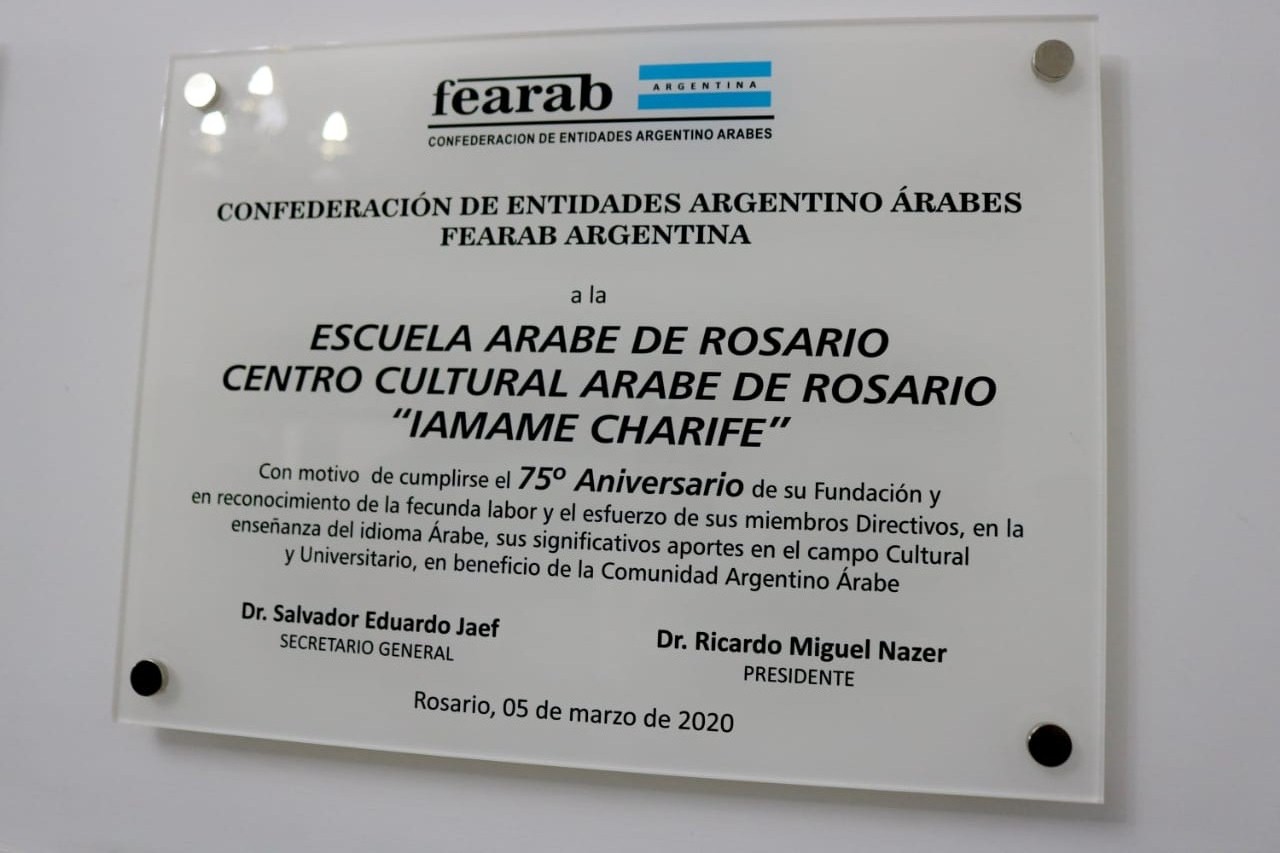 fearab
ARGENTINA
CONFEDERACION DE ENTIDADES ARGENTINO ARABES
CONFEDERACIÓN DE ENTIDADES ARGENTINO ÁRABES
FEARAB ARGENTINA
a la
ESCUELA ARABE DE ROSARIO
CENTRO CULTURAL ARABE DE ROSARIO
“IAMAME CHARIFE”
Con motivo de cumplirse el 75º Aniversario de su Fundación y
en reconocimiento de la fecunda labor y el esfuerzo de sus miembros Directivos, en la
enseñanza del idioma Árabe, sus significativos aportes en el campo Cultural
y Universitario, en beneficio de la Comunidad Argentino Árabe
Dr. Salvador Eduardo Jaef
SECRETARIO GENERAL
Dr. Ricardo Miguel Nazer
PRESIDENTE
Rosario, 05 de marzo de 2020